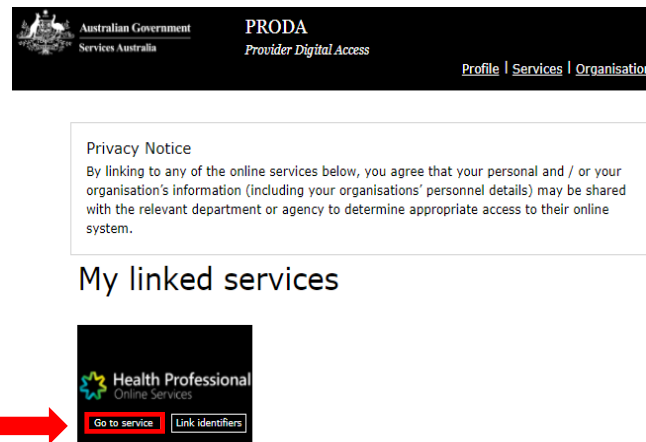 Australian Government
Services Australia
PRODA
Provider Digital Access
Profile | Services | Organisation
Privacy Notice
By linking to any of the online services below, you agree that your personal and / or your
organisation's information (including your organisations' personnel details) may be shared
with the relevant department or agency to determine appropriate access to their online
system.
My linked services
Health Professional
Online Services
Go to service
Link identifiers